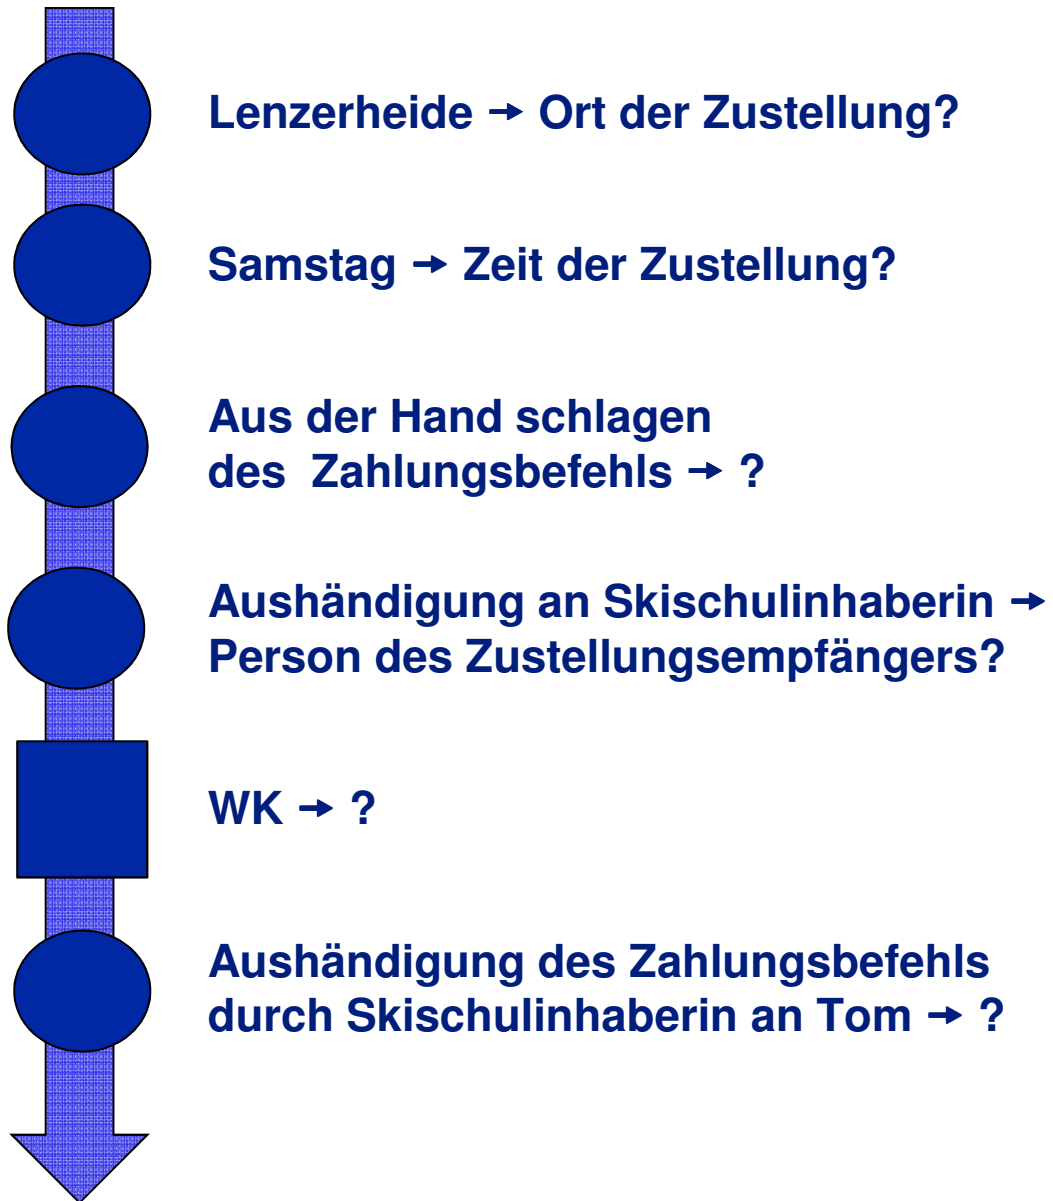 Lenzerheide → Ort der Zustellung?
Samstag → Zeit der Zustellung?
Aus der Hand schlagen
des Zahlungsbefehls → ?
Aushändigung an Skischulinhaberin →
Person des Zustellungsempfängers?
WK → ?
Aushändigung des Zahlungsbefehls
durch Skischulinhaberin an Tom → ?